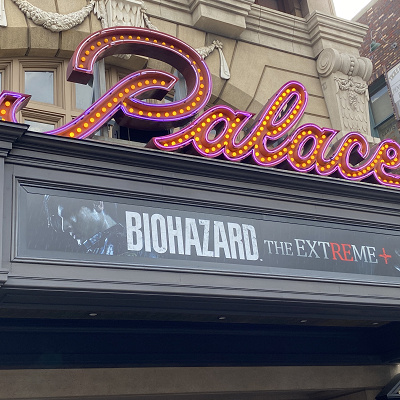 Palace
BIOHAZARD THE EXTREME+